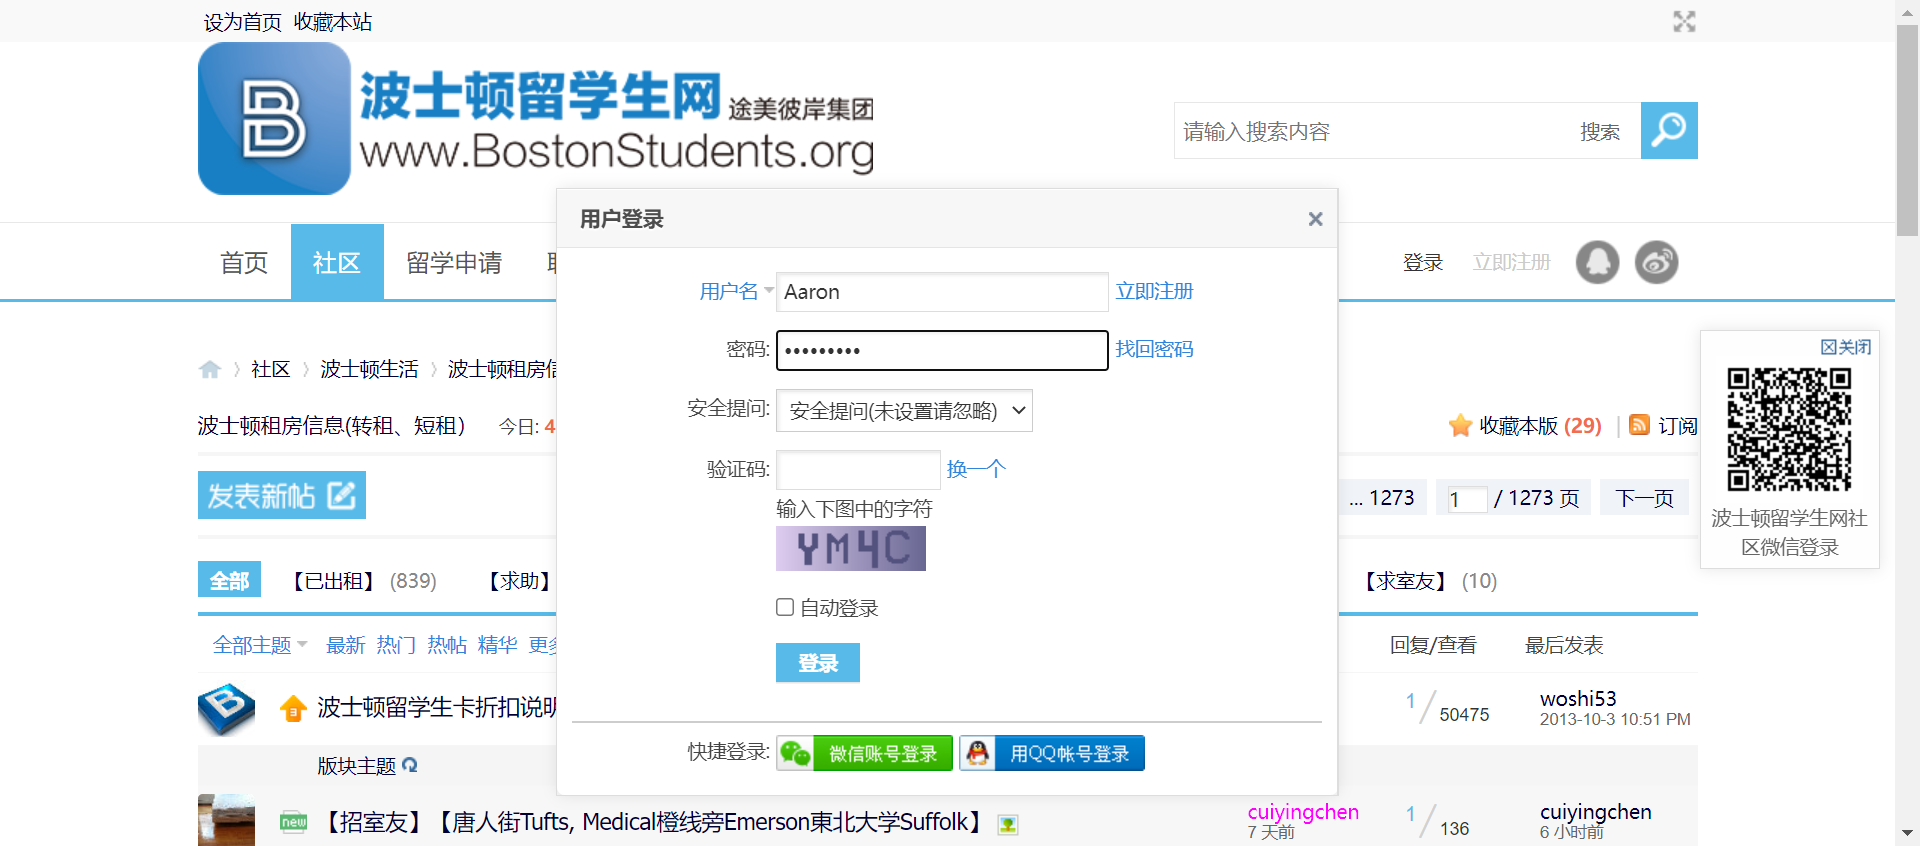 设为首页 收藏本站
波士顿留学生网 途美彼岸集团
www.BostonStudents.org
请输入搜索内容 搜索
首页 社区 留学申请
登录 立即注册
用户登录
用户名 Aaron 立即注册
密码: ••••••••• 找回密码
安全提问: 安全提问(未设置请忽略)
验证码: 换一个
输入下图中的字符
YM4C
自动登录
登录
快捷登录: 微信账号登录 用QQ帐号登录
社区 波士顿生活 波士顿租房信
波士顿租房信息(转租、短租) 今日: 4
收藏本版 (29) | 订阅
关闭
波士顿留学生网社
区微信登录
发表新帖
... 1273 1 / 1273 页 下一页
全部 【已出租】 (839) 【求助】 【求室友】 (10)
全部主题 最新 热门 热帖 精华 更多 回复/查看 最后发表
波士顿留学生卡折扣说明 1 50475 woshi53
2013-10-3 10:51 PM
版块主题
new 【招室友】【唐人街Tufts, Medical橙线旁Emerson東北大学Suffolk】 cuiyingchen 1 136 cuiyingchen
7 天前 6 小时前